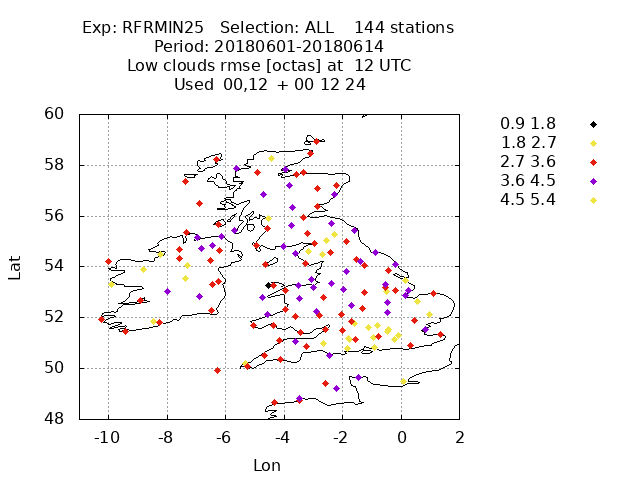 Exp: RFRMIN25 Selection: ALL 144 stations
Period: 20180601-20180614
Low clouds rmse [octas] at 12 UTC
Used 00,12 + 00 12 24
60
58
56
54
52
50
48
Lat
-10 -8 -6 -4 -2 0 2
Lon
0.9 1.8
1.8 2.7
2.7 3.6
3.6 4.5
4.5 5.4